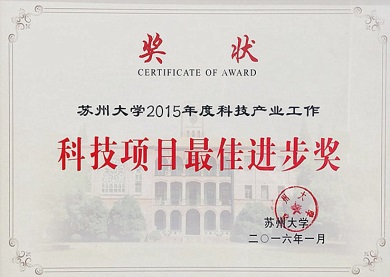 奖 状
CERTIFICATE OF AWARD
苏州大学2015年度科技产业工作
科技项目最佳进步奖
苏州大学
二〇一六年一月